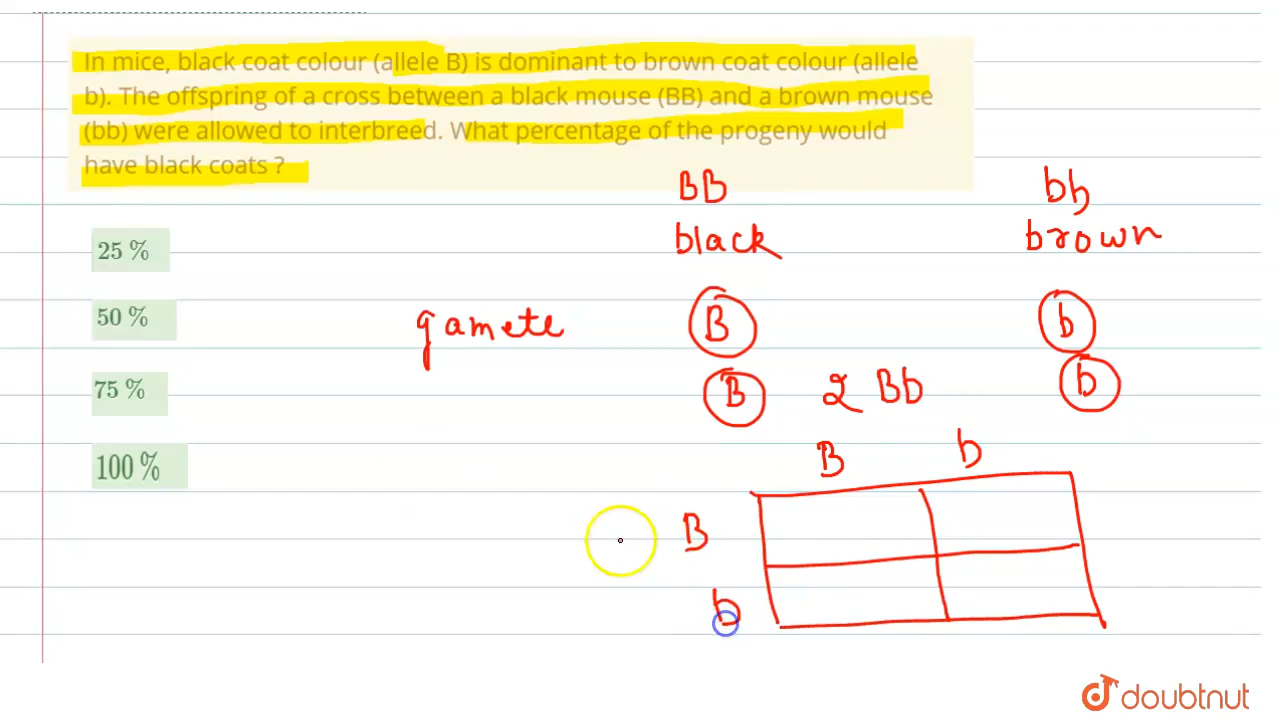 In mice, black coat colour (allele B) is dominant to brown coat colour (allele
b). The offspring of a cross between a black mouse (BB) and a brown mouse
(bb) were allowed to interbreed. What percentage of the progeny would
have black coats ?
BB bb
black brown
25 %
gamete B b
50 %
B 2 Bb b
75 %
B b
100 %
B
b
doubtnut